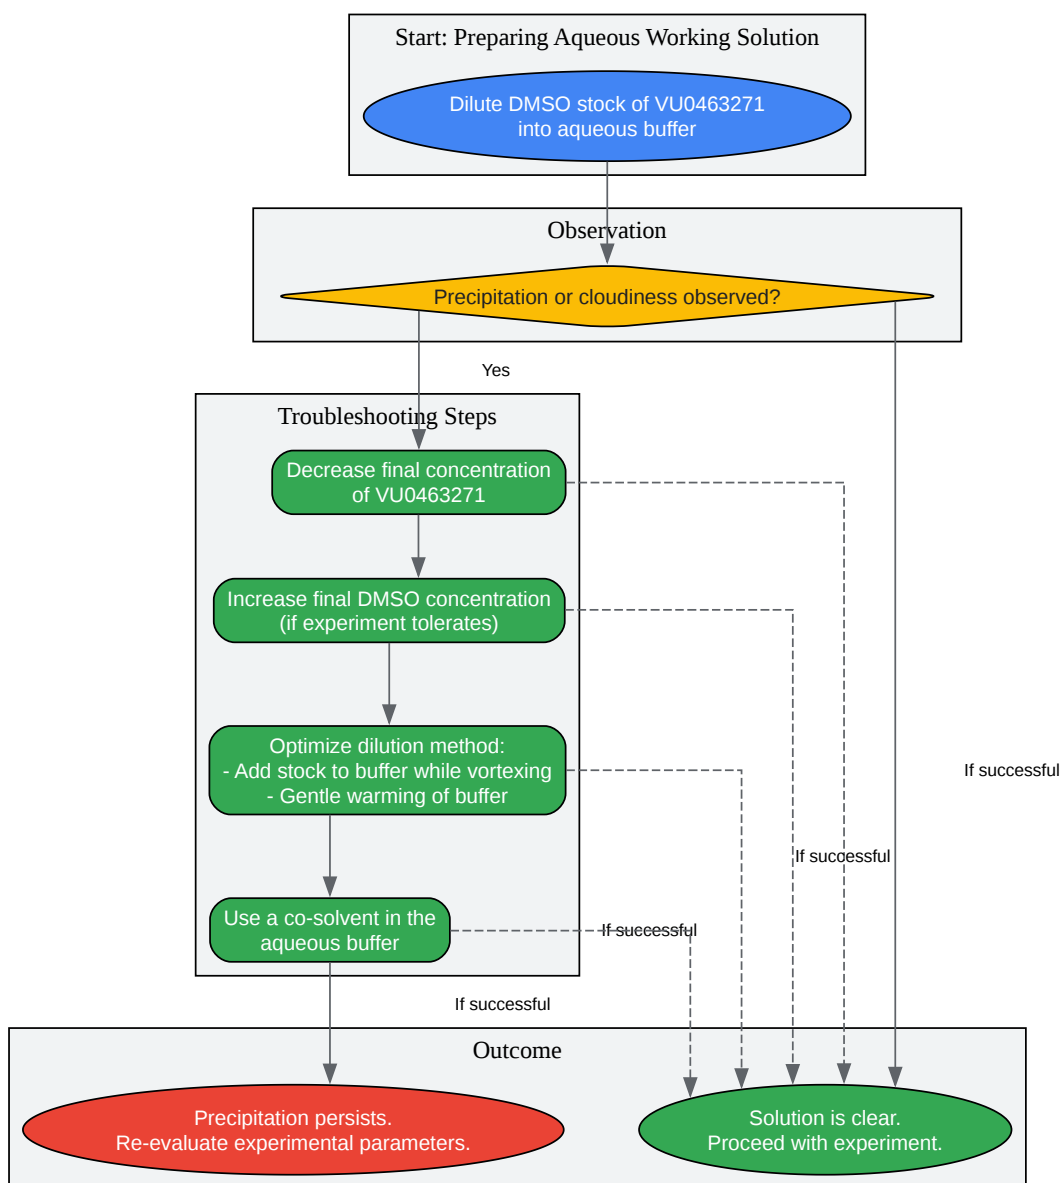 Start: Preparing Aqueous Working Solution
Dilute DMSO stock of VU0463271
into aqueous buffer
Observation
Precipitation or cloudiness observed?
Yes
Troubleshooting Steps
Decrease final concentration
of VU0463271
Increase final DMSO concentration
(if experiment tolerates)
Optimize dilution method:
- Add stock to buffer while vortexing
- Gentle warming of buffer
If successful
If successful
Use a co-solvent in the
aqueous buffer
If successful
If successful
Outcome
Precipitation persists.
Re-evaluate experimental parameters.
Solution is clear.
Proceed with experiment.